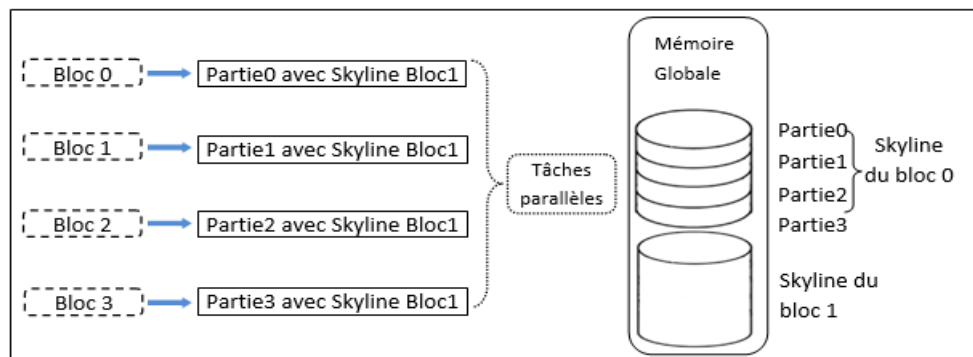 Bloc 0
Partie0 avec Skyline Bloc1
Bloc 1
Partie1 avec Skyline Bloc1
Bloc 2
Partie2 avec Skyline Bloc1
Bloc 3
Partie3 avec Skyline Bloc1
Tâches
parallèles
Mémoire
Globale
Partie0
Partie1
Partie2
Partie3
Skyline
du bloc 0
Skyline du
bloc 1